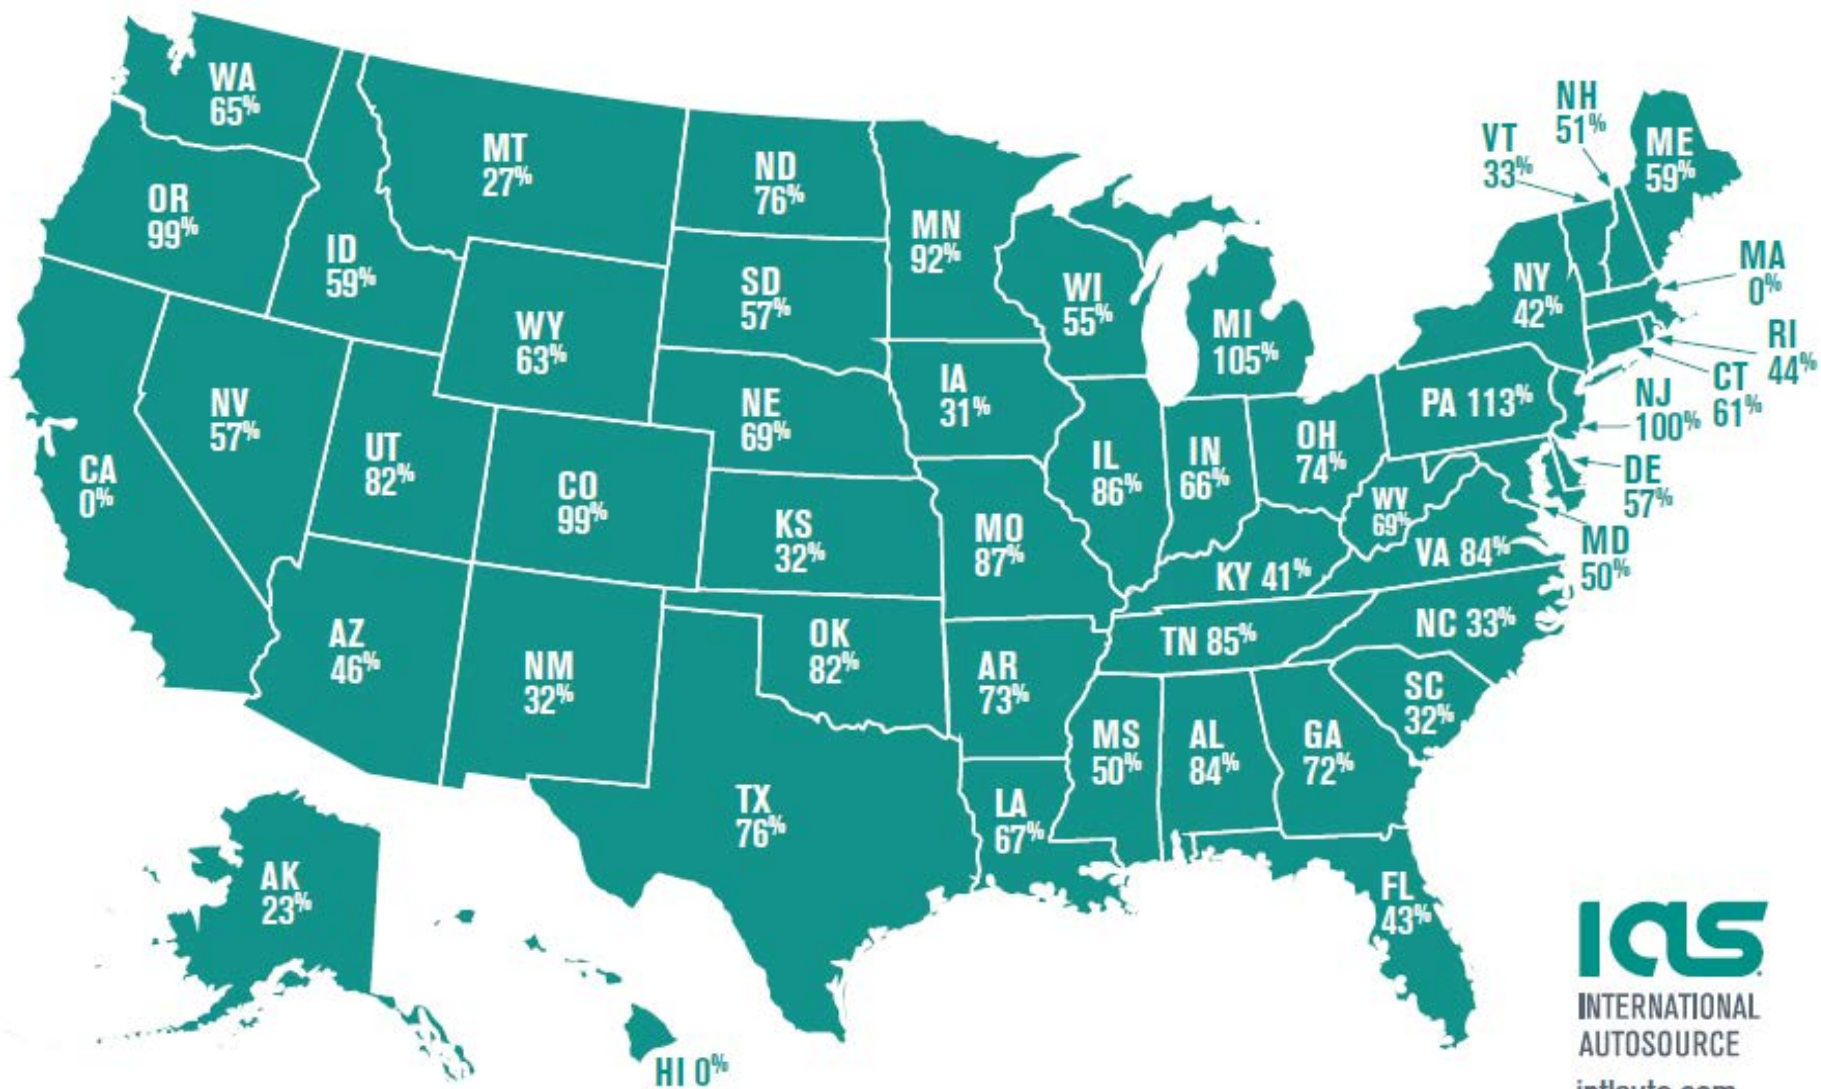 WA
65%
OR
99%
CA
0%
ID
59%
NV
57%
MT
27%
WY
63%
UT
82%
CO
99%
AZ
46%
NM
32%
ND
76%
SD
57%
NE
69%
KS
32%
OK
82%
TX
76%
MN
92%
IA
31%
MO
87%
AR
73%
LA
67%
WI
55%
IL
86%
MI
105%
IN
66%
OH
74%
KY 41%
TN 85%
MS
50%
AL
84%
GA
72%
FL
43%
SC
32%
NC 33%
VA 84%
WV
69%
PA 113%
NY
42%
VT
33%
NH
51%
ME
59%
MA
0%
RI
44%
CT
61%
NJ
100%
DE
57%
MD
50%
AK
23%
HI 0%
ias
INTERNATIONAL
AUTOSOURCE